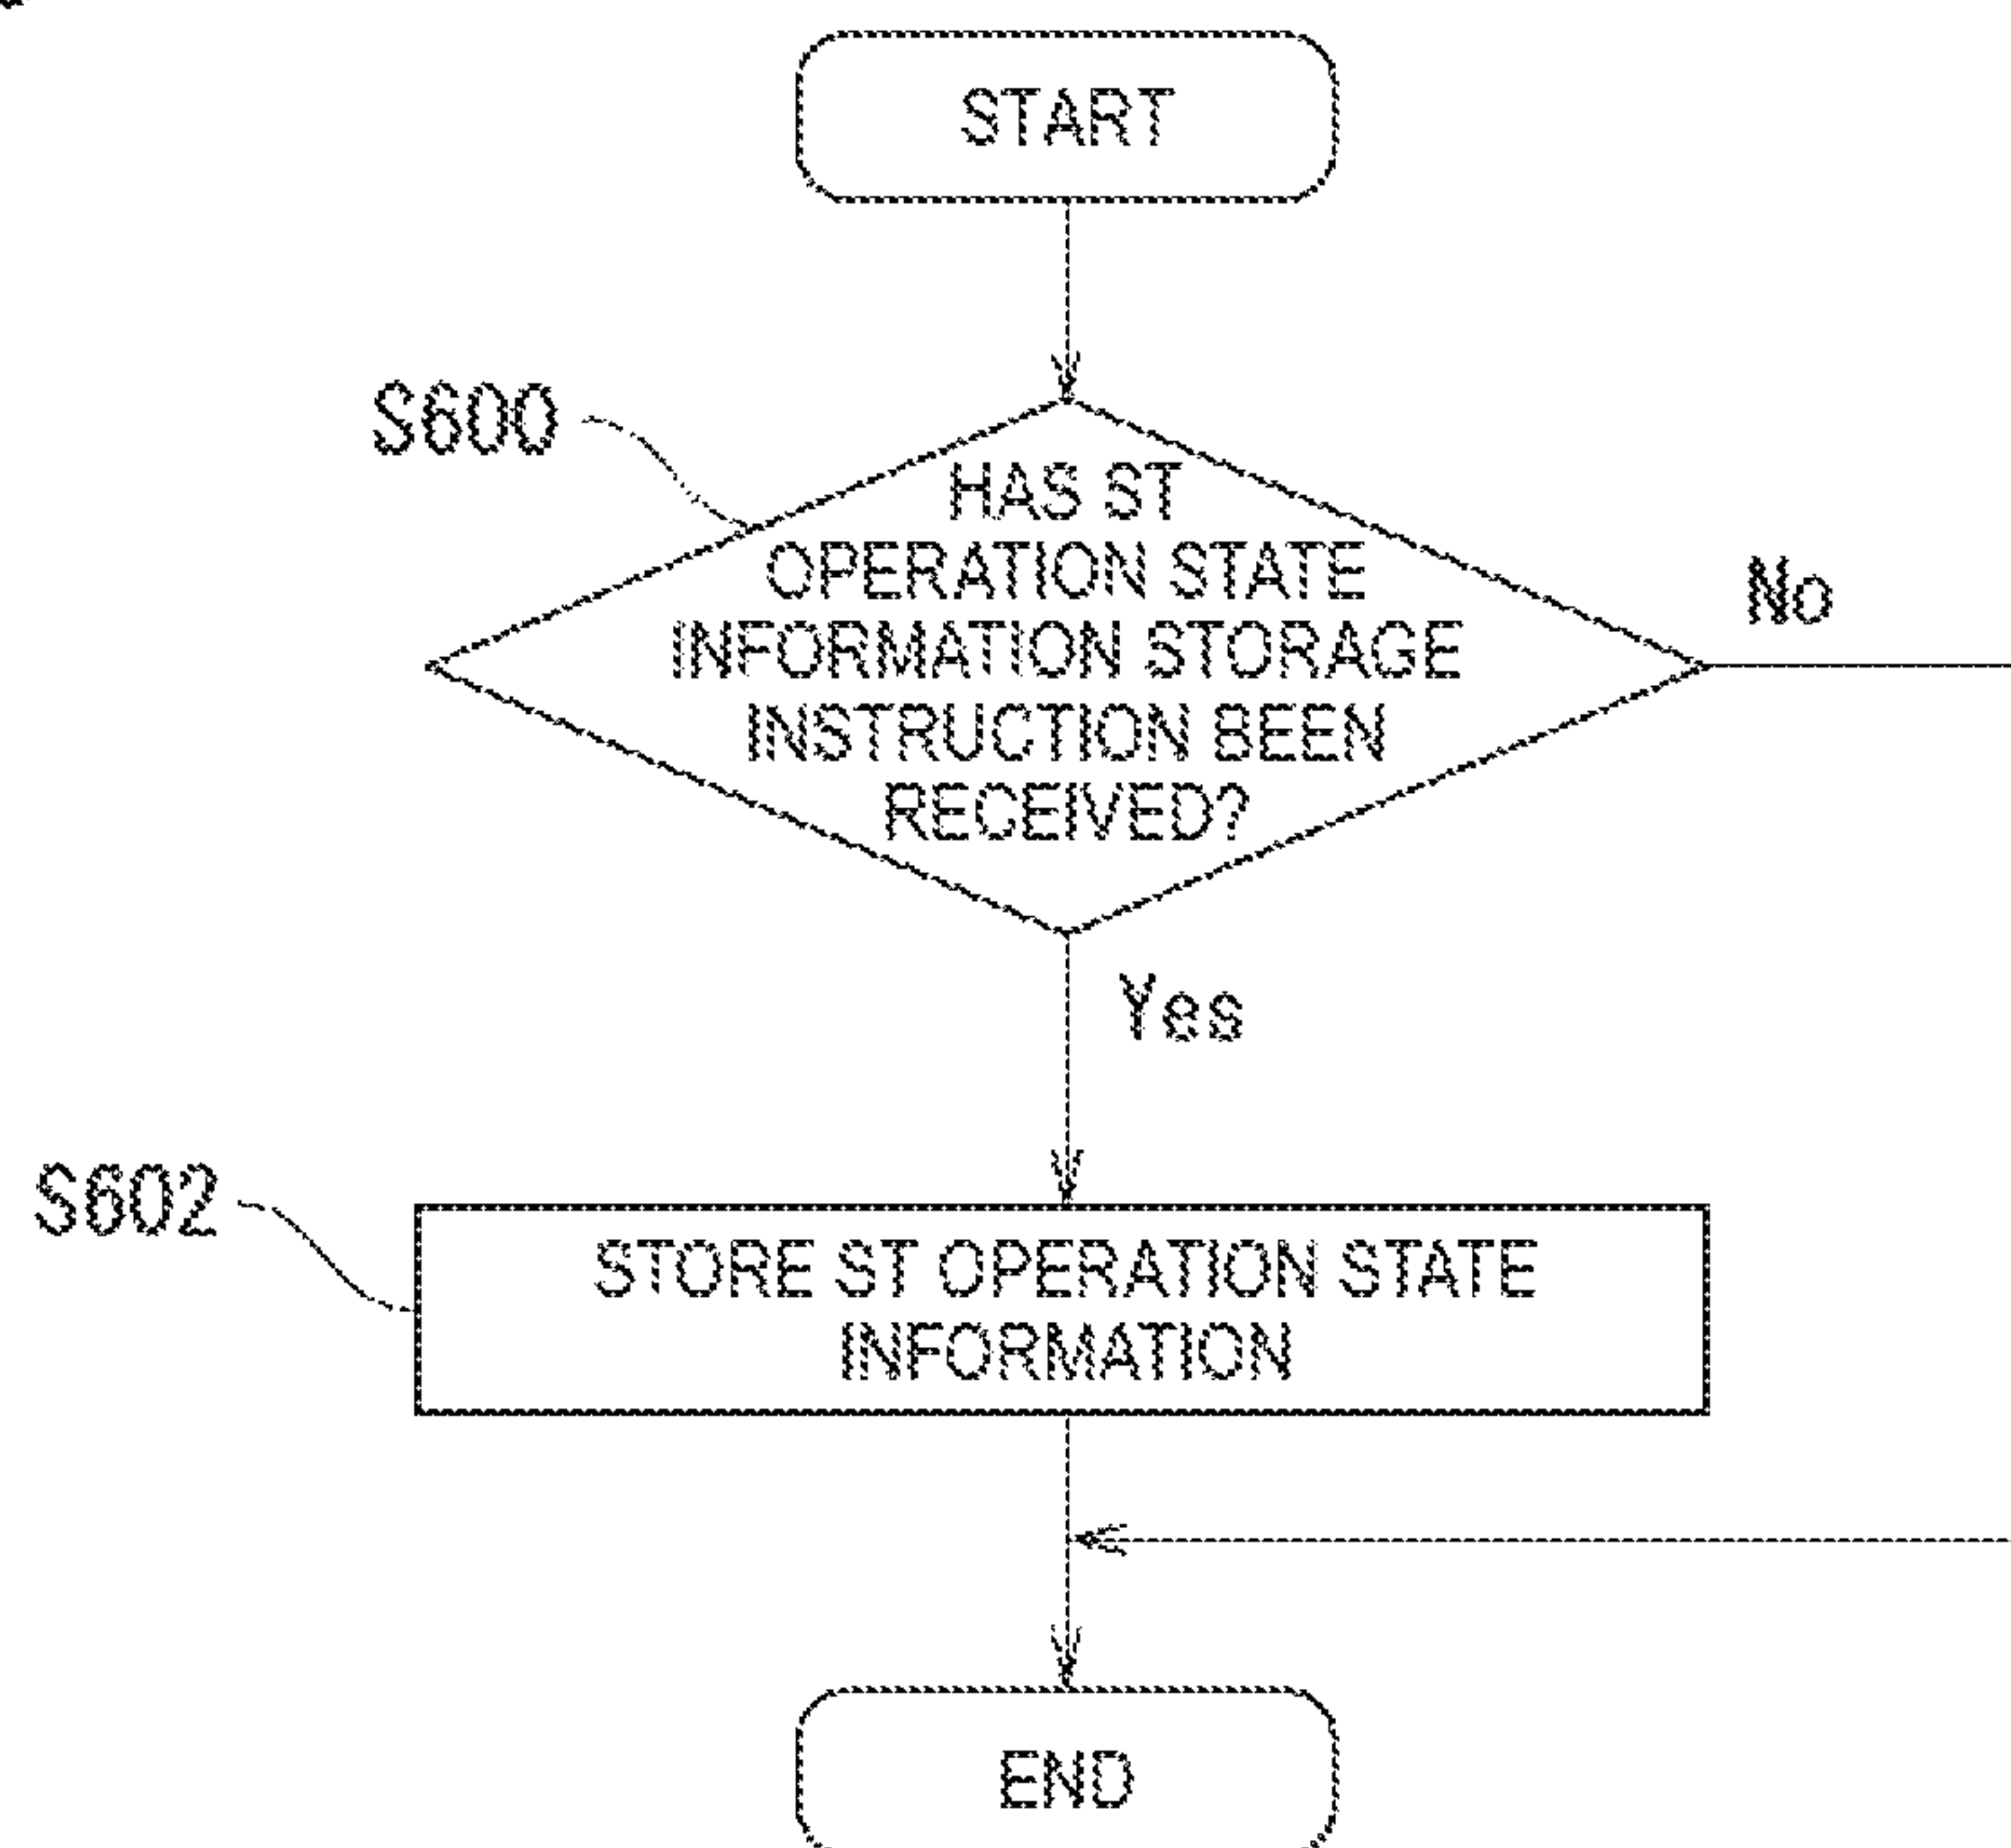 START
S600
HAS ST
OPERATION STATE
INFORMATION STORAGE
INSTRUCTION BEEN
RECEIVED?
No
Yes
S602
STORE ST OPERATION STATE
INFORMATION
END